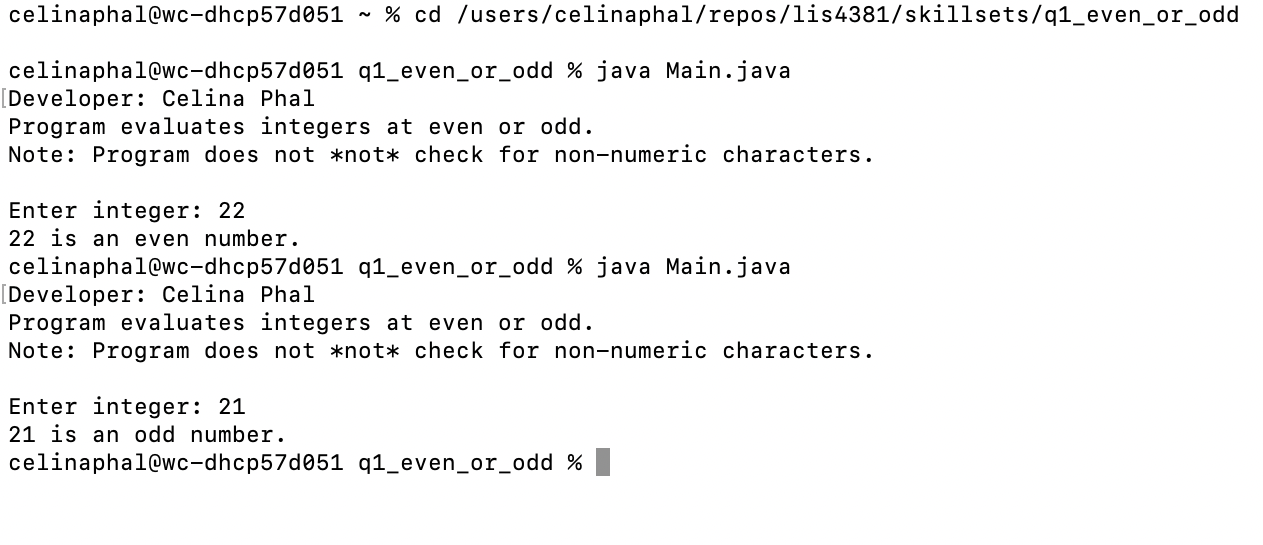 celinaphal@wc-dhcp57d051 ~ % cd /users/celinaphal/repos/lis4381/skillsets/q1_even_or_odd
celinaphal@wc-dhcp57d051 q1_even_or_odd % java Main.java
[Developer: Celina Phal
Program evaluates integers at even or odd.
Note: Program does not *not* check for non-numeric characters.
Enter integer: 22
22 is an even number.
celinaphal@wc-dhcp57d051 q1_even_or_odd % java Main.java
[Developer: Celina Phal
Program evaluates integers at even or odd.
Note: Program does not *not* check for non-numeric characters.
Enter integer: 21
21 is an odd number.
celinaphal@wc-dhcp57d051 q1_even_or_odd %